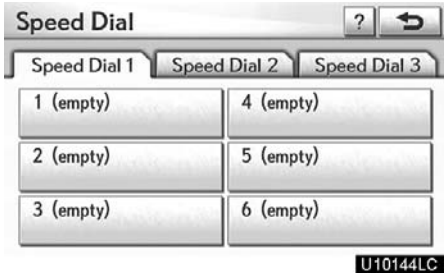 Speed Dial ?
Speed Dial 1 Speed Dial 2 Speed Dial 3
1 (empty) 4 (empty)
2 (empty) 5 (empty)
3 (empty) 6 (empty)
U10144LC